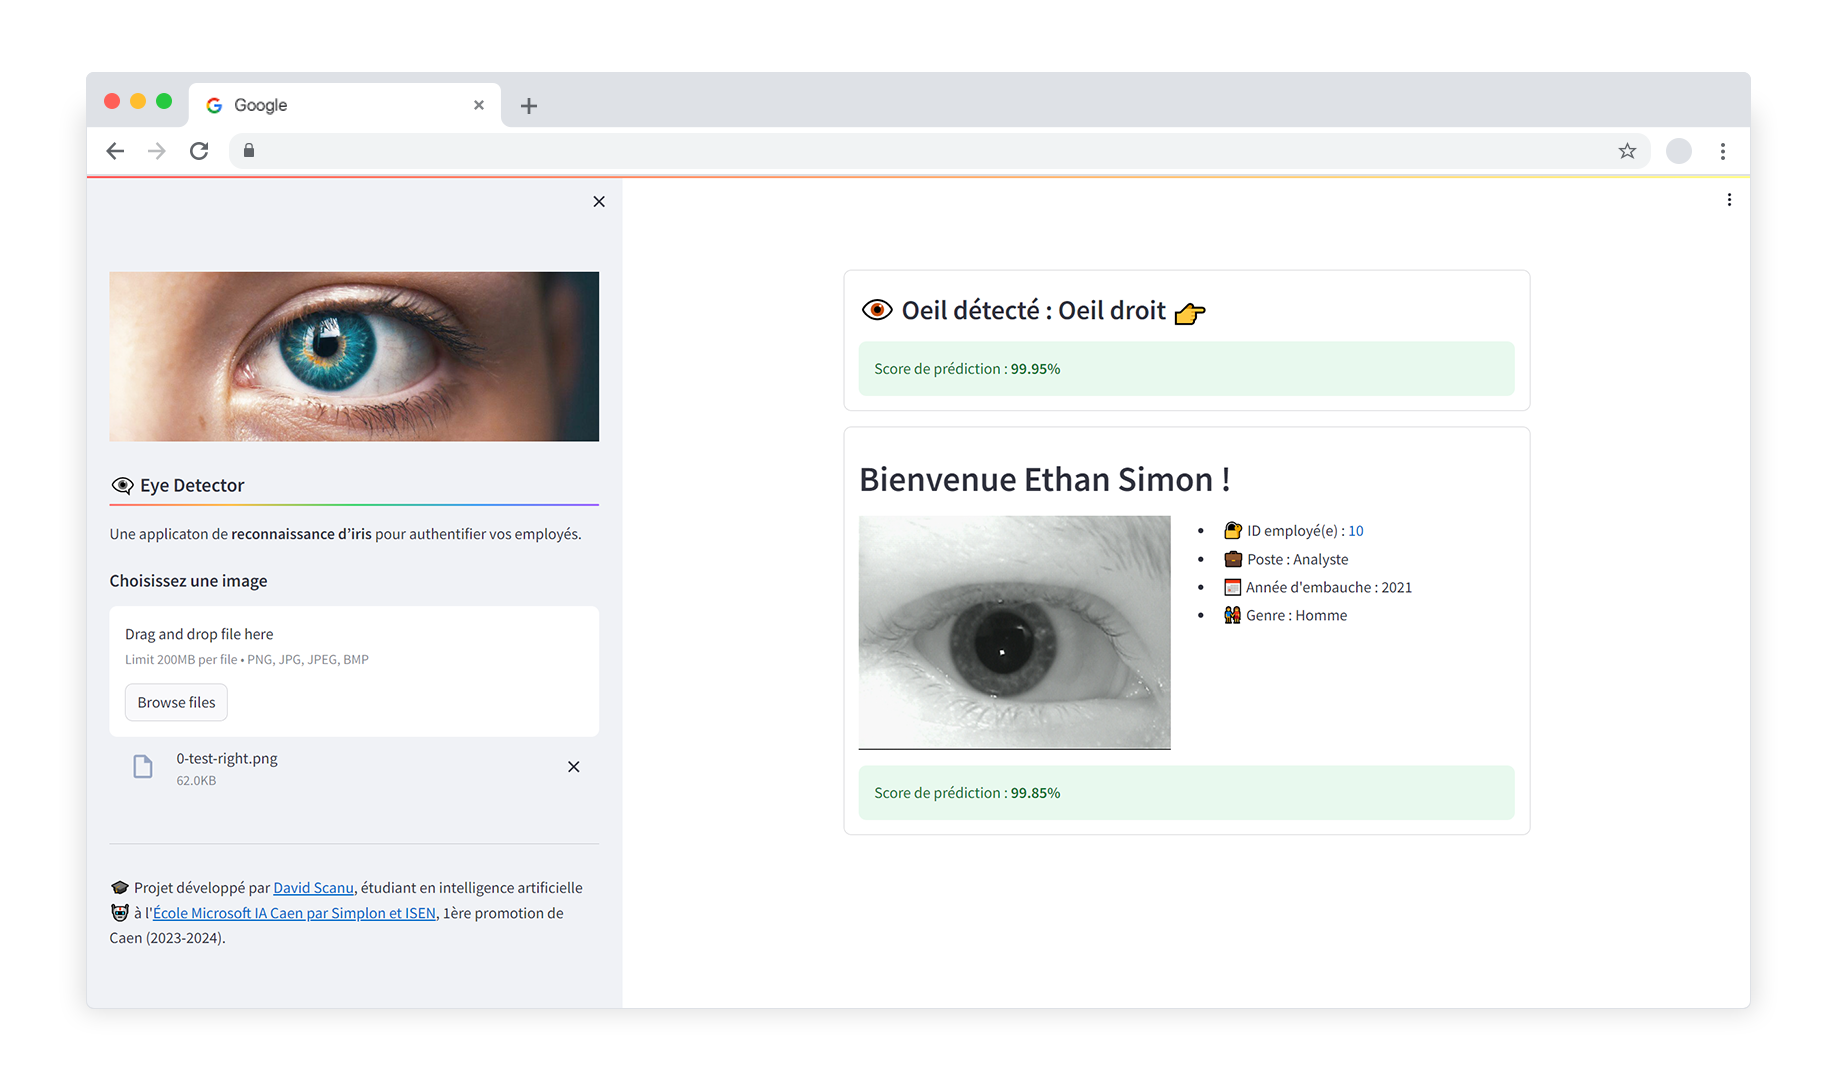 Google
Eye Detector
Une applicaton de reconnaissance d’iris pour authentifier vos employés.
Choisissez une image
Drag and drop file here
Limit 200MB per file • PNG, JPG, JPEG, BMP
Browse files
0-test-right.png
62.0KB
Projet développé par David Scanu, étudiant en intelligence artificielle
à l'École Microsoft IA Caen par Simplon et ISEN, 1ère promotion de
Caen (2023-2024).
Oeil détecté : Oeil droit
Score de prédiction : 99.95%
Bienvenue Ethan Simon !
ID employé(e) : 10
Poste : Analyste
Année d'embauche : 2021
Genre : Homme
Score de prédiction : 99.85%